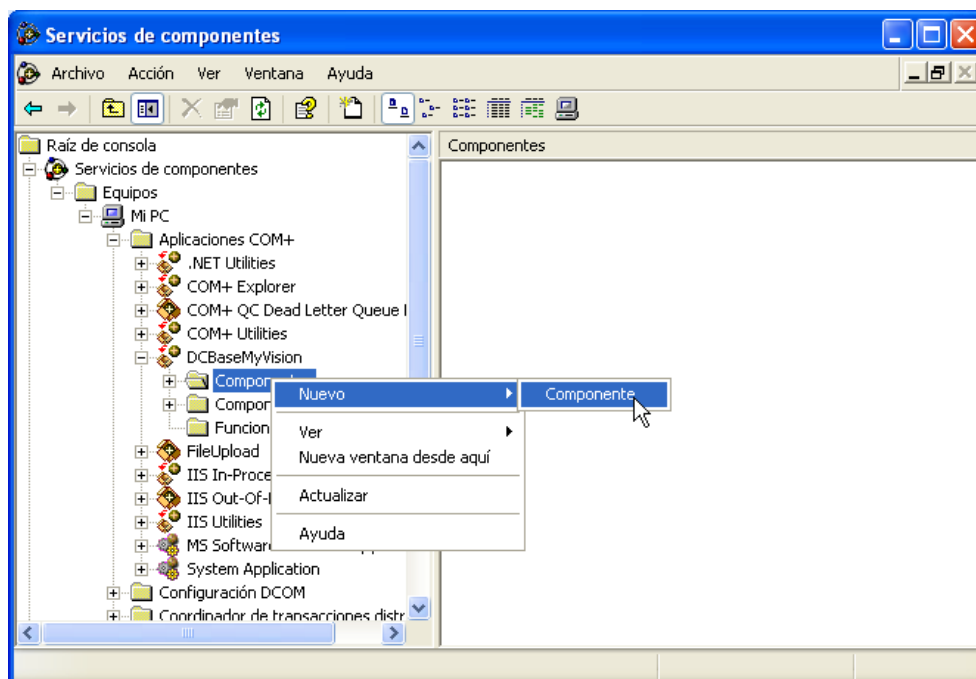 Servicios de componentes
Archivo Acción Ver Ventana Ayuda
Raíz de consola
Componentes
Servicios de componentes
Equipos
Mi PC
Aplicaciones COM+
.NET Utilities
COM+ Explorer
COM+ QC Dead Letter Queue
COM+ Utilities
DCBaseMyVision
Compon
Nuevo
Componente
Compon
Funcion
Ver
FileUpload
Nueva ventana desde aquí
IIS In-Proce
IIS Out-Of-
Actualizar
IIS Utilities
Ayuda
MS Software
System Application
Configuración DCOM
Coordinador de transacciones distr